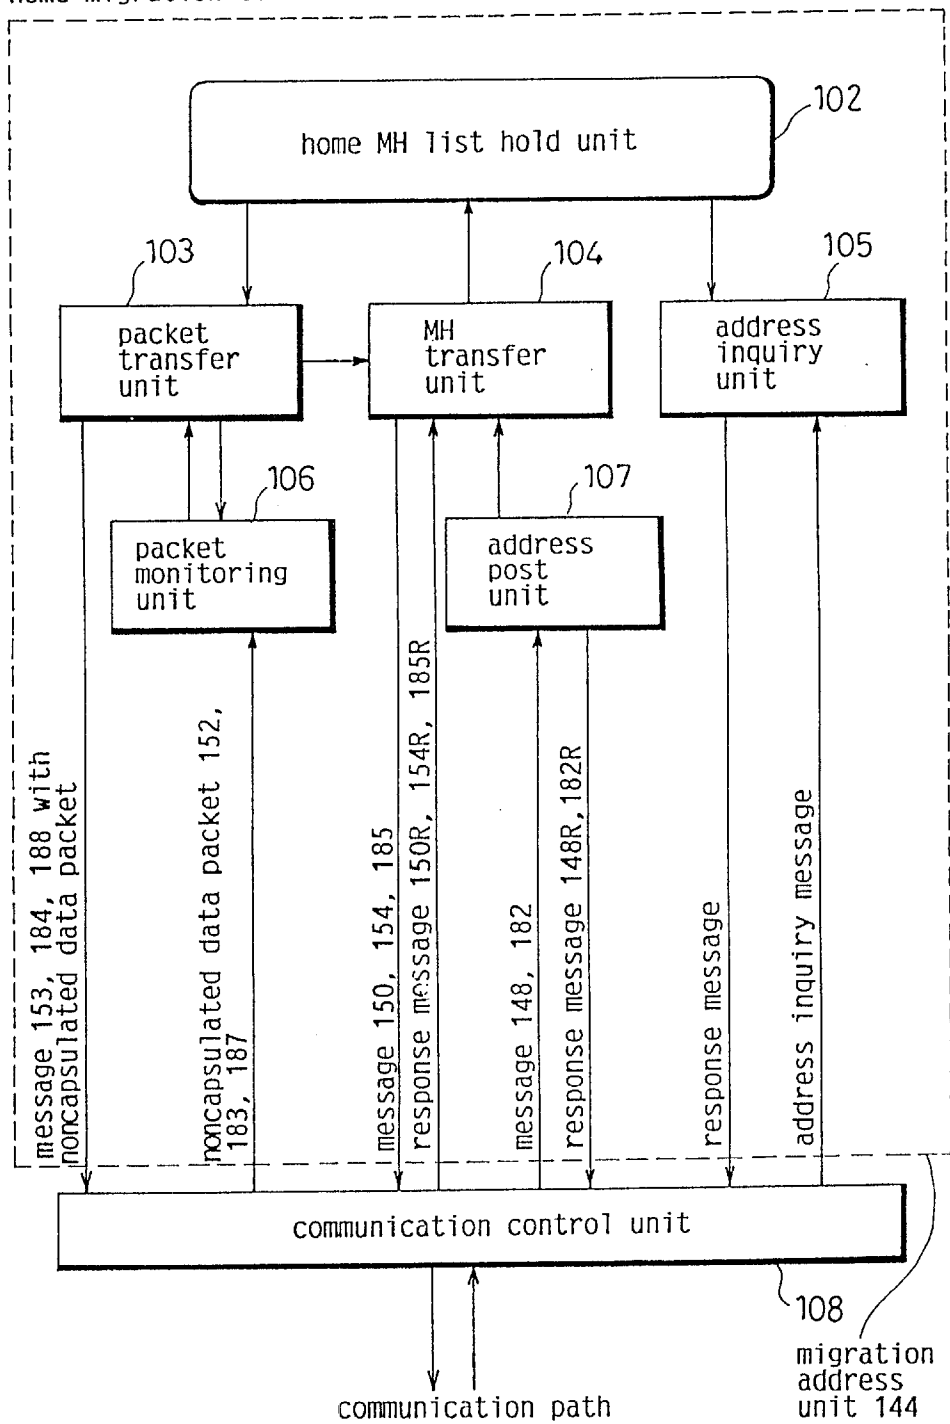 home migration
102
home MH list hold unit
103
104
105
packet
transfer
unit
MH
transfer
unit
address
inquiry
unit
106
107
packet
monitoring
unit
address
post
unit
message 153, 184, 188 with
noncapsulated data packet
noncapsulated data packet 152,
183, 187
message 150, 154, 185
response message 150R, 154R, 185R
message 148, 182
response message 148R,182R
response message
address inquiry message
communication control unit
108
migration
address
unit 144
communication path